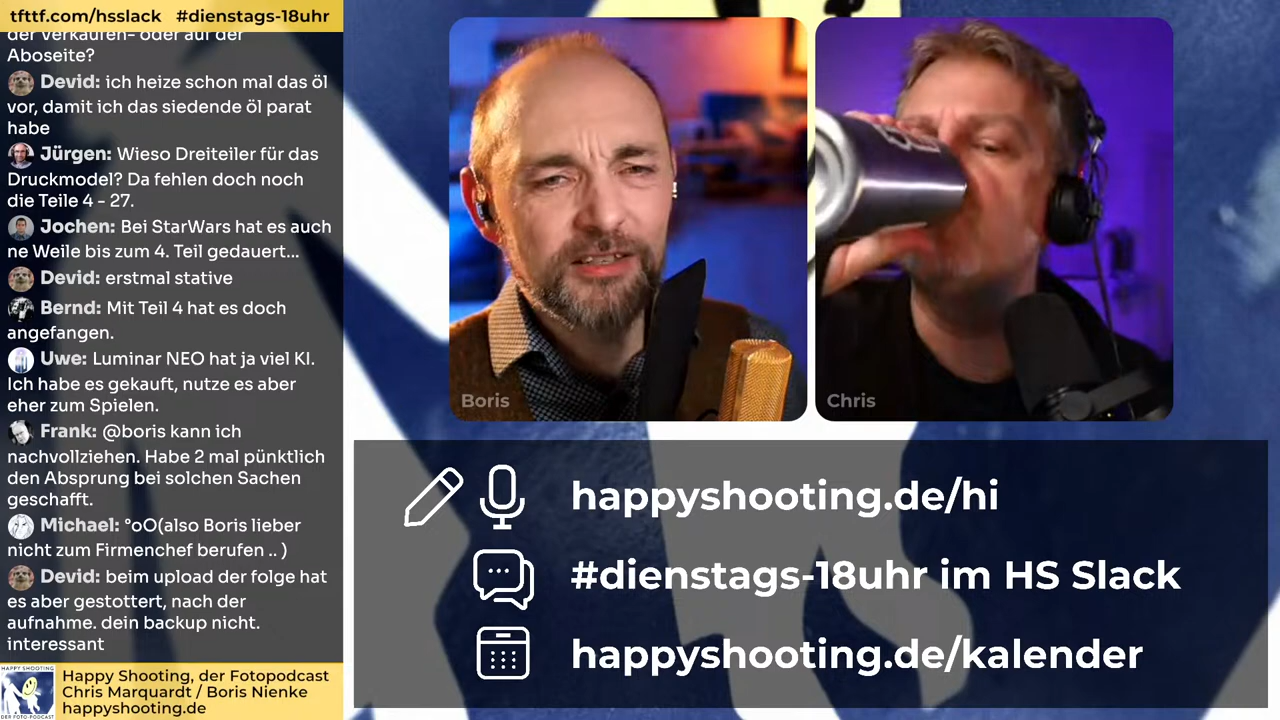 tfttf.com/hsslack #dienstags-18uhr
der Verkaufen- oder auf der
Aboseite?
Devid: ich heize schon mal das öl
vor, damit ich das siedende öl parat
habe
Jürgen: Wieso Dreiteiler für das
Druckmodel? Da fehlen doch noch
die Teile 4 - 27.
Jochen: Bei StarWars hat es auch
ne Weile bis zum 4. Teil gedauert...
Devid: erstmal stative
Bernd: Mit Teil 4 hat es doch
angefangen.
Uwe: Luminar NEO hat ja viel KI.
Ich habe es gekauft, nutze es aber
eher zum Spielen.
Frank: @boris kann ich
nachvollziehen. Habe 2 mal pünktlich
den Absprung bei solchen Sachen
geschafft.
Michael: °oO(also Boris lieber
nicht zum Firmenchef berufen .. )
Devid: beim upload der folge hat
es aber gestottert, nach der
aufnahme. dein backup nicht.
interessant
HAPPY SHOOTING
DER FOTO-PODCAST
Happy Shooting, der Fotopodcast
Chris Marquardt / Boris Nienke
happyshooting.de
Boris
Chris
happyshooting.de/hi
#dienstags-18uhr im HS Slack
happyshooting.de/kalender